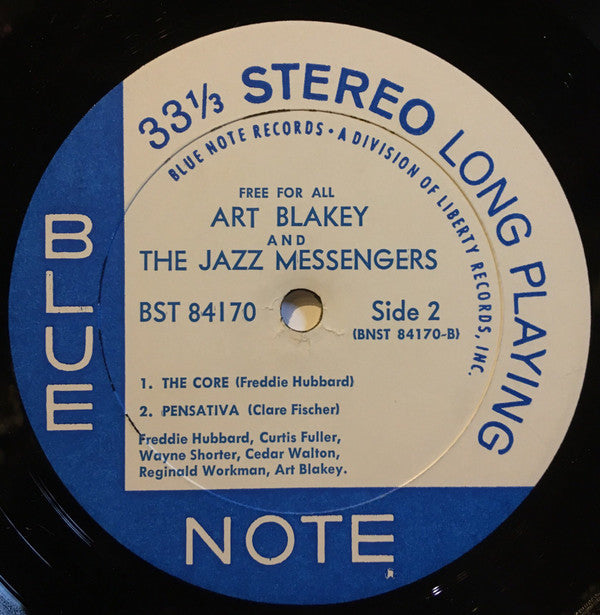 33⅓ STEREO LONG PLAYING
BLUE NOTE RECORDS • A DIVISION OF LIBERTY RECORDS, INC.
FREE FOR ALL
ART BLAKEY
AND
THE JAZZ MESSENGERS
BST 84170
Side 2
(BNST 84170-B)
1. THE CORE (Freddie Hubbard)
2. PENSATIVA (Clare Fischer)
Freddie Hubbard, Curtis Fuller,
Wayne Shorter, Cedar Walton,
Reginald Workman, Art Blakey.
BLUE
NOTE